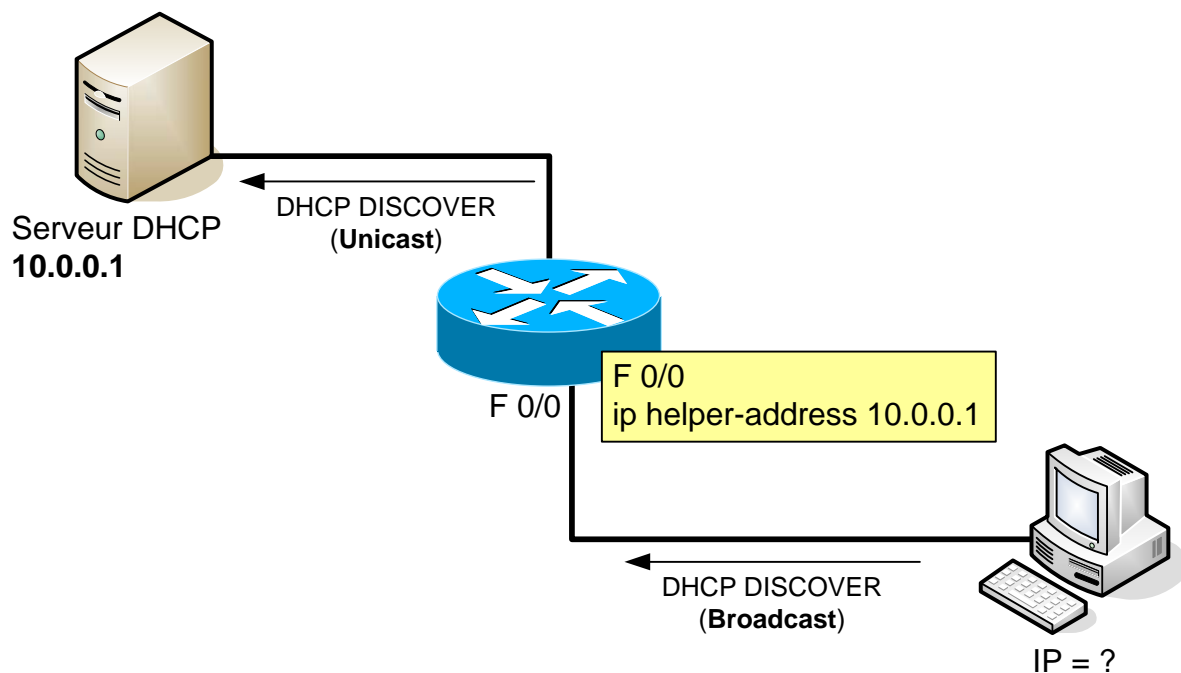 DHCP DISCOVER
(Unicast)
Serveur DHCP
10.0.0.1
F 0/0
F 0/0
ip helper-address 10.0.0.1
DHCP DISCOVER
(Broadcast)
IP = ?